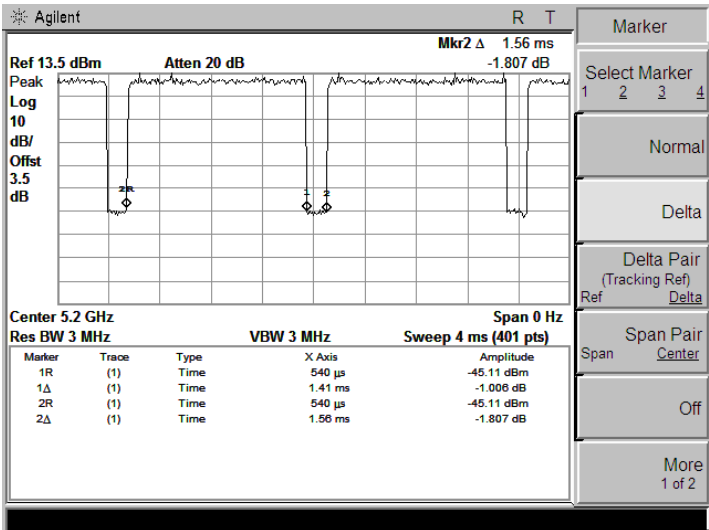 Agilent R T
Mkr2 Δ 1.56 ms
Ref 13.5 dBm Atten 20 dB -1.807 dB
Peak
Log
10
dB/
Offst
3.5
dB
2R
1 2
Center 5.2 GHz Span 0 Hz
Res BW 3 MHz VBW 3 MHz Sweep 4 ms (401 pts)
Marker Trace Type X Axis Amplitude
1R (1) Time 540 µs -45.11 dBm
1Δ (1) Time 1.41 ms -1.006 dB
2R (1) Time 540 µs -45.11 dBm
2Δ (1) Time 1.56 ms -1.807 dB
Marker
Select Marker
1 2 3 4
Normal
Delta
Delta Pair
(Tracking Ref)
Ref Delta
Span Pair
Span Center
Off
More
1 of 2